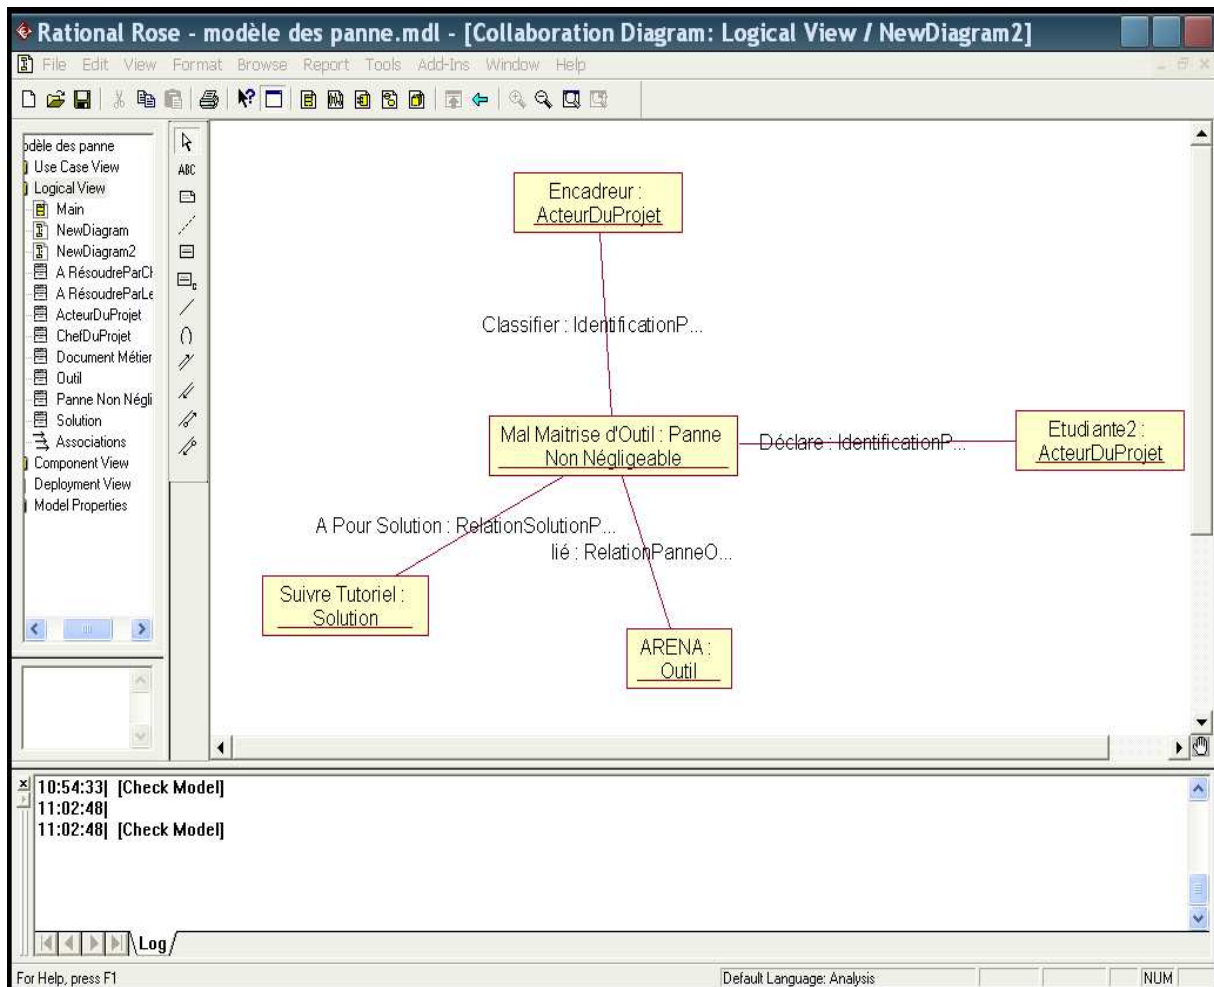 Rational Rose - modèle des panne.mdl - [Collaboration Diagram: Logical View / NewDiagram2]
File Edit View Format Browse Report Tools Add-Ins Window Help
odèle des panne
Use Case View
Logical View
Main
NewDiagram
NewDiagram2
A RésoudreParCh
A RésoudreParLe
ActeurDuProjet
ChefDuProjet
Document Métier
Outil
Panne Non Négli
Solution
Associations
Component View
Deployment View
Model Properties
ABC
Encadreur :
ActeurDuProjet
Classifier : IdentificationP...
Mal Maitrise d'Outil : Panne
Non Négligeable
Déclare : IdentificationP...
Etudiante2 :
ActeurDuProjet
A Pour Solution : RelationSolutionP...
lié : RelationPanneO...
Suivre Tutoriel :
Solution
ARENA :
Outil
10:54:33| [Check Model]
11:02:48|
11:02:48| [Check Model]
Log
For Help, press F1
Default Language: Analysis
NUM